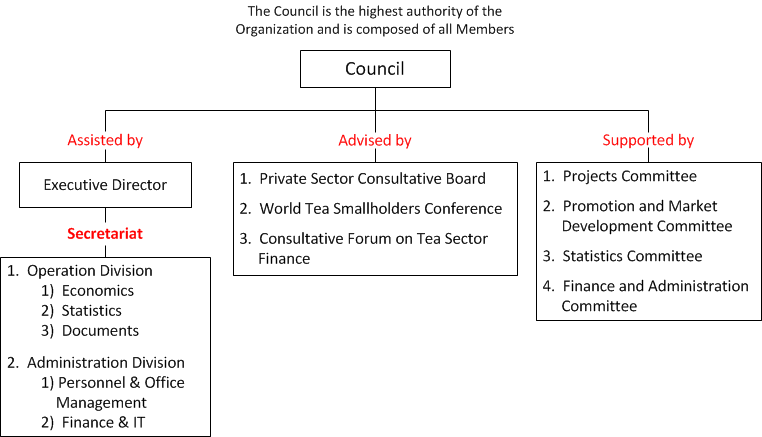 The Council is the highest authority of the
Organization and is composed of all Members
Council
Assisted by
Executive Director
Secretariat
1. Operation Division
1) Economics
2) Statistics
3) Documents
2. Administration Division
1) Personnel & Office
Management
2) Finance & IT
Advised by
1. Private Sector Consultative Board
2. World Tea Smallholders Conference
3. Consultative Forum on Tea Sector
Finance
Supported by
1. Projects Committee
2. Promotion and Market
Development Committee
3. Statistics Committee
4. Finance and Administration
Committee